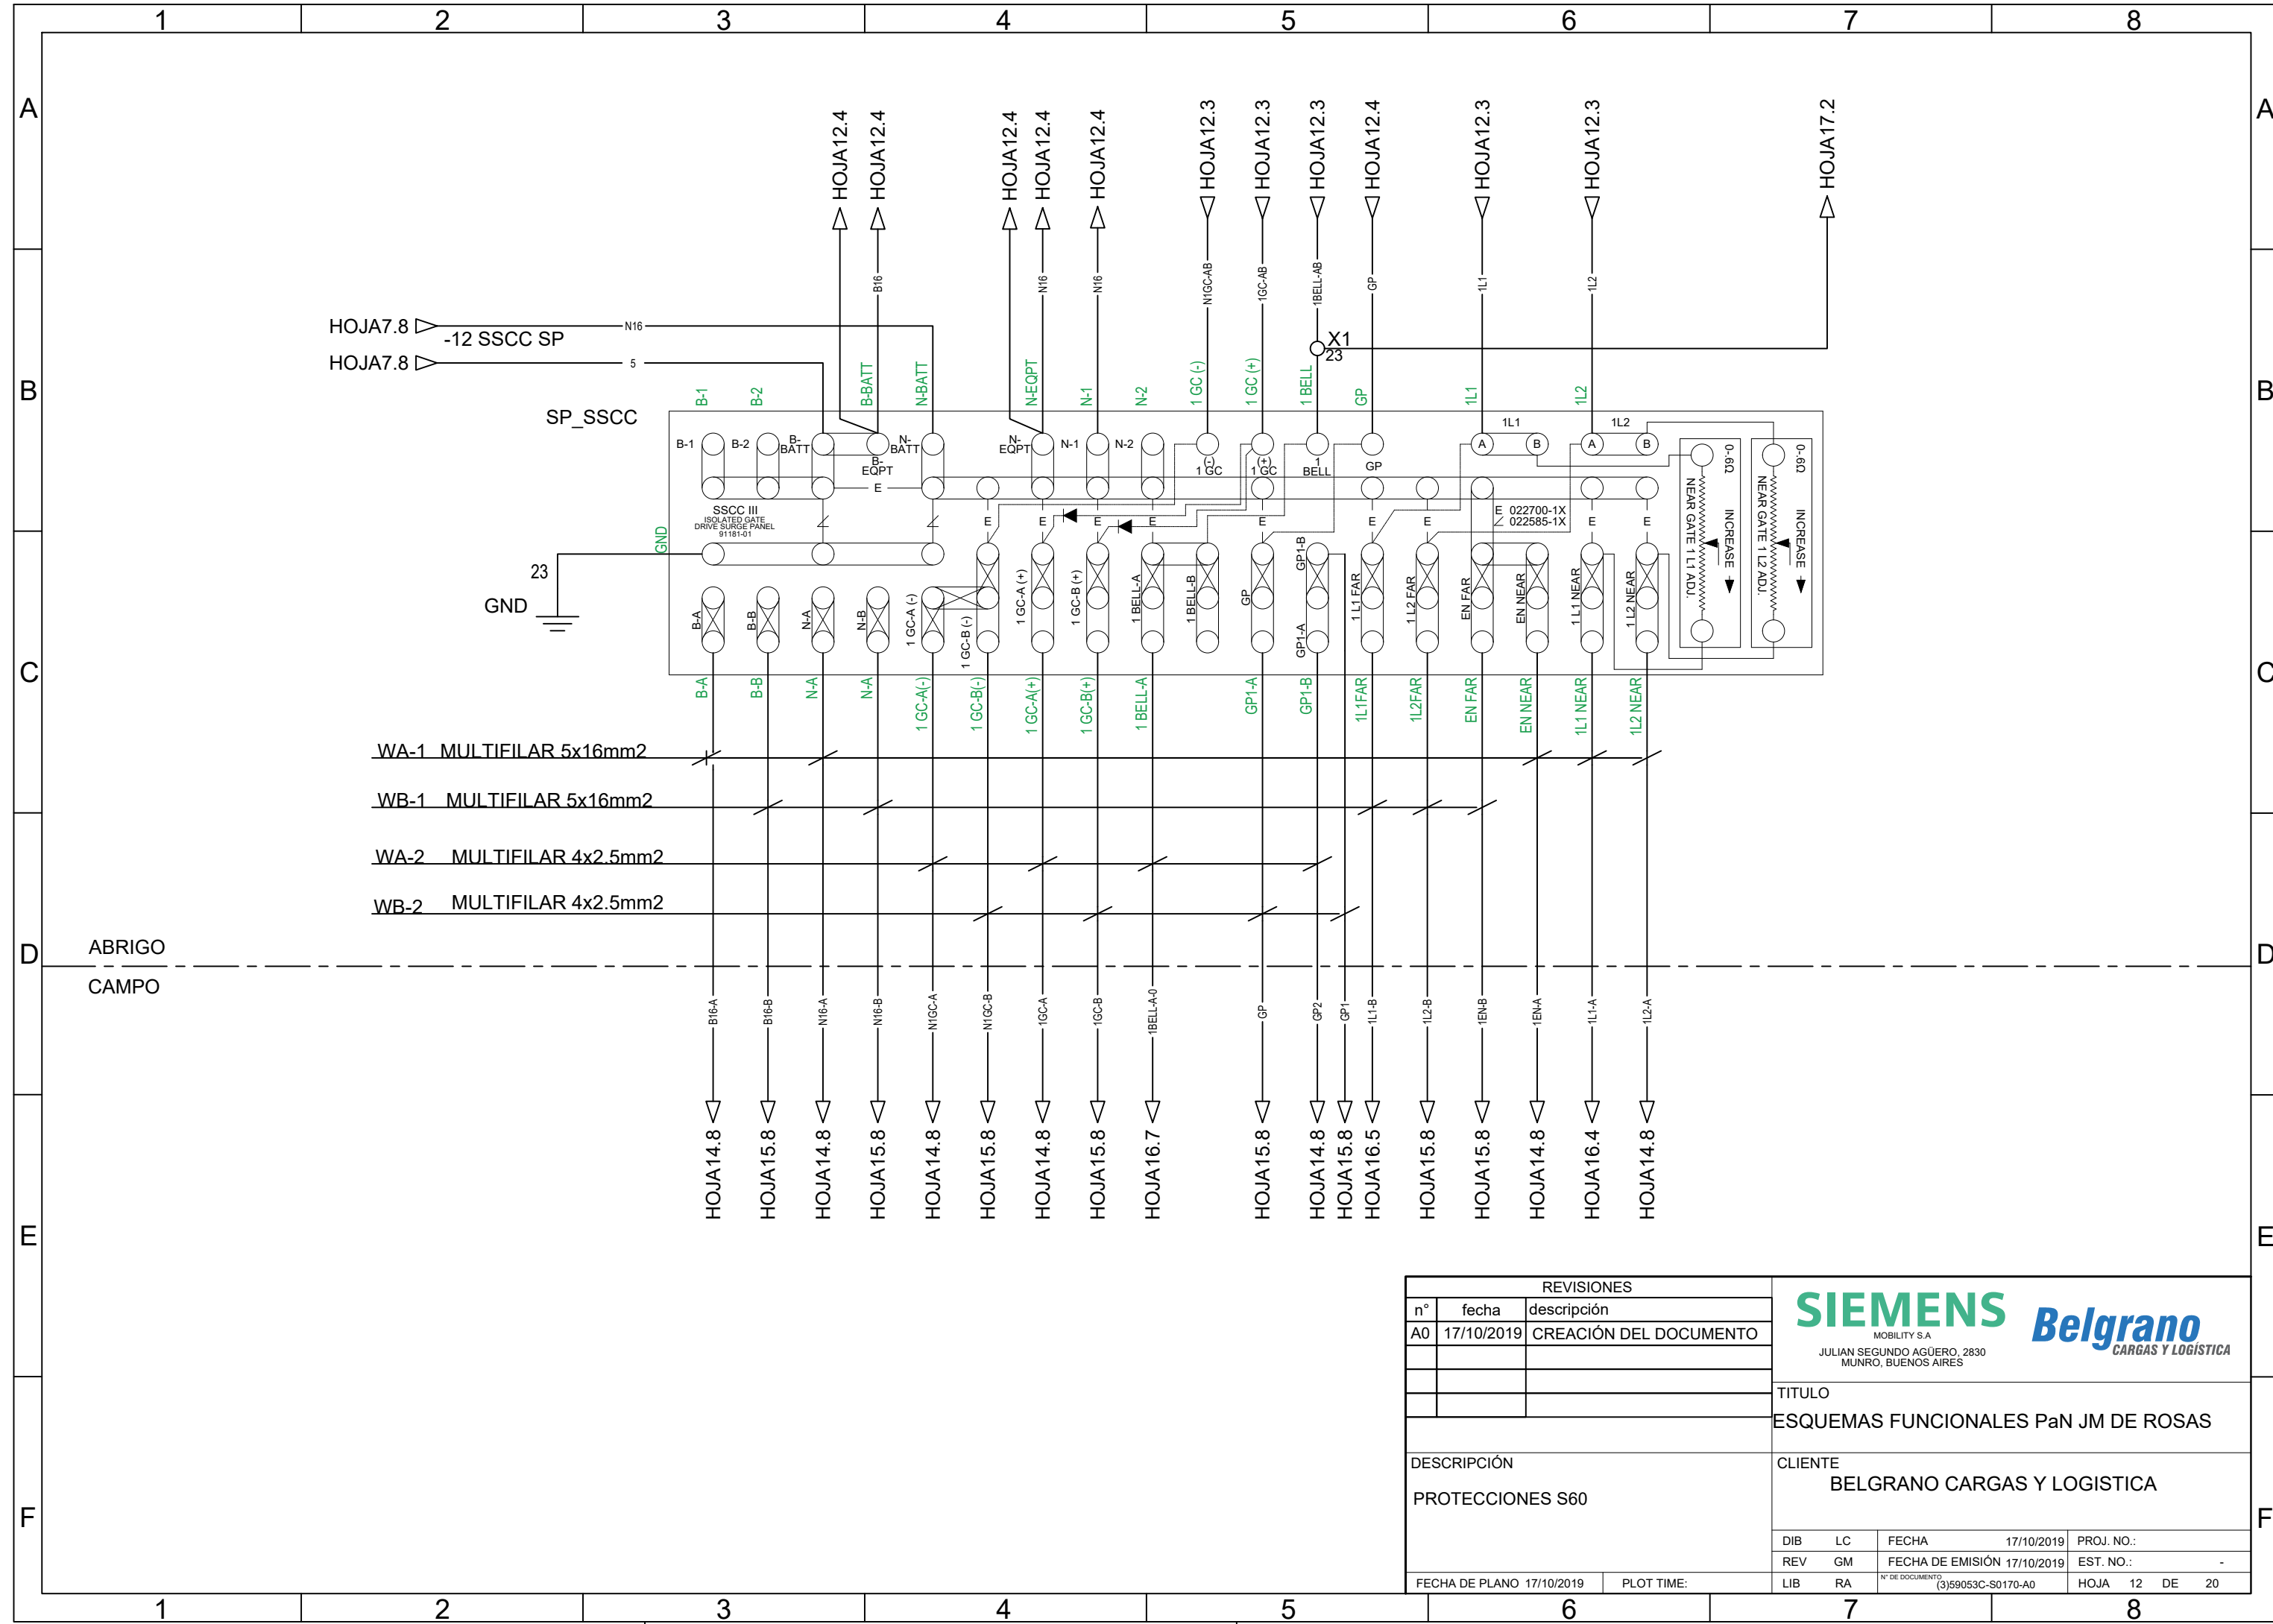 1 2 3 4 5 6 7 8
A A
HOJA12.4 HOJA12.4 HOJA12.4 HOJA12.4 HOJA12.4 HOJA12.3 HOJA12.3 HOJA12.3 HOJA12.4 HOJA12.3 HOJA12.3 HOJA17.2
B16 N16 N16 N1GC-AB 1GC-AB 1BELL-AB GP 1L1 1L2
HOJA7.8 N16
-12 SSCC SP
HOJA7.8 5
X1
23
B B
B-1 B-2 B-BATT N-BATT N-EQPT N-1 N-2 1 GC (-) 1 GC (+) 1 BELL GP 1L1 1L2
SP_SSCC
1L1 1L2
B-1 B-2 B-BATT B-EQPT N-BATT N-EQPT N-1 N-2 (-) 1 GC (+) 1 GC 1 BELL GP A B A B
E
SSCC III
ISOLATED GATE
DRIVE SURGE PANEL
91181-01
E E E E E E E E E
E 022700-1X
∠ 022585-1X
0-.6Ω
NEAR GATE 1 L1 ADJ.
INCREASE
0-.6Ω
NEAR GATE 1 L2 ADJ.
INCREASE
GND
23
GND
B-A B-B N-A N-B 1 GC-A (-) 1 GC-B (-) 1 GC-A (+) 1 GC-B (+) 1 BELL-A 1 BELL-B GP GP1-B GP1-A 1 L1 FAR 1 L2 FAR EN FAR EN NEAR 1 L1 NEAR 1 L2 NEAR
C C
B-A B-B N-A N-A 1 GC-A(-) 1 GC-B(-) 1 GC-A(+) 1 GC-B(+) 1 BELL-A GP1-A GP1-B 1L1FAR 1L2FAR EN FAR EN NEAR 1L1 NEAR 1L2 NEAR
WA-1 MULTIFILAR 5x16mm2
WB-1 MULTIFILAR 5x16mm2
WA-2 MULTIFILAR 4x2.5mm2
WB-2 MULTIFILAR 4x2.5mm2
ABRIGO
D D
CAMPO
B16-A B16-B N16-A N16-B N1GC-A N1GC-B 1GC-A 1GC-B 1BELL-A-0 GP GP2 GP1 1L1-B 1L2-B 1EN-B 1EN-A 1L1-A 1L2-A
HOJA14.8 HOJA15.8 HOJA14.8 HOJA15.8 HOJA14.8 HOJA15.8 HOJA14.8 HOJA15.8 HOJA16.7 HOJA15.8 HOJA14.8 HOJA15.8 HOJA16.5 HOJA15.8 HOJA15.8 HOJA14.8 HOJA16.4 HOJA14.8
E E
REVISIONES
n° fecha descripción
A0 17/10/2019 CREACIÓN DEL DOCUMENTO
SIEMENS
MOBILITY S.A
JULIAN SEGUNDO AGÜERO, 2830
MUNRO, BUENOS AIRES
Belgrano
CARGAS Y LOGÍSTICA
TITULO
ESQUEMAS FUNCIONALES PaN JM DE ROSAS
DESCRIPCIÓN
PROTECCIONES S60
CLIENTE
BELGRANO CARGAS Y LOGISTICA
F F
DIB LC FECHA 17/10/2019 PROJ. NO.:
REV GM FECHA DE EMISIÓN 17/10/2019 EST. NO.: -
FECHA DE PLANO 17/10/2019 PLOT TIME: LIB RA N° DE DOCUMENTO (3)59053C-S0170-A0 HOJA 12 DE 20
1 2 3 4 5 6 7 8